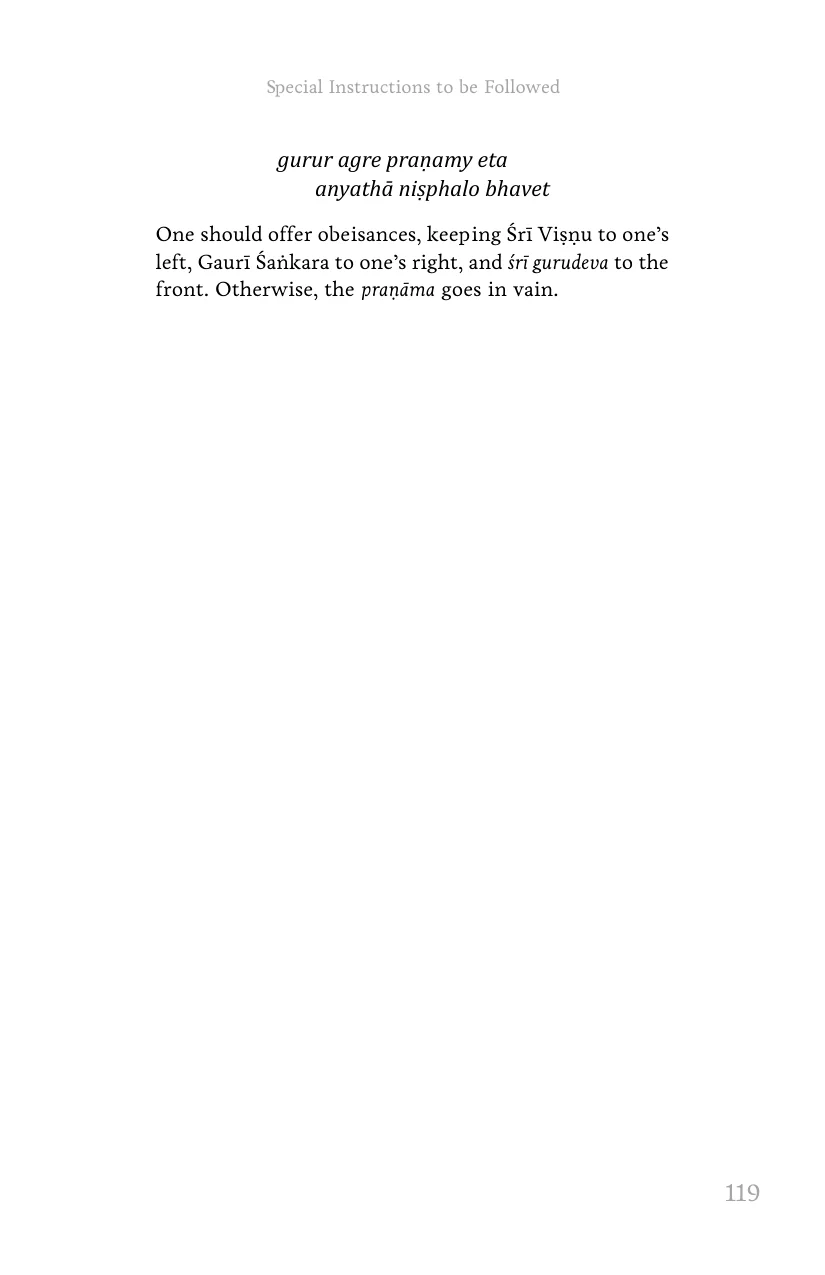 Special Instructions to be Followed
gurur agre praṇamy eta
anyathā niṣphalo bhavet
One should offer obeisances, keeping Śrī Viṣṇu to one’s
left, Gaurī Śaṅkara to one’s right, and śrī gurudeva to the
front. Otherwise, the praṇāma goes in vain.
119